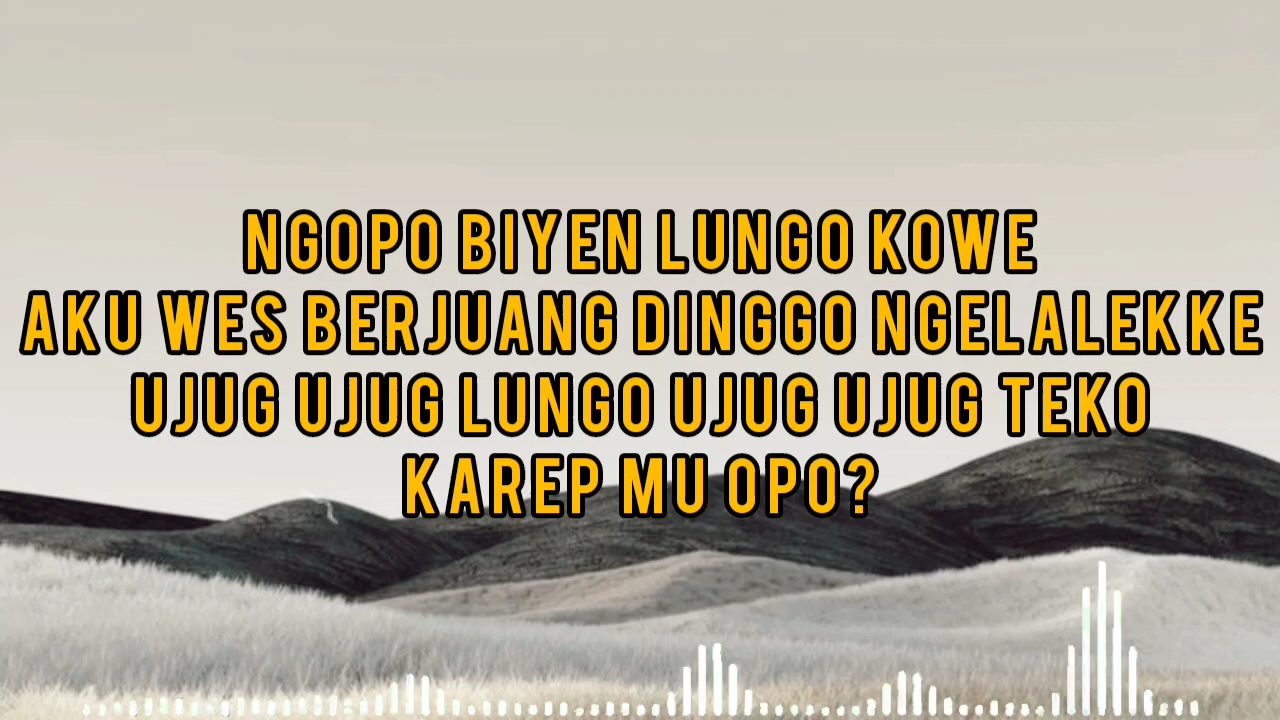 NGOPO BIYEN LUNGO KOWE
AKU WES BERJUANG DINGGO NGELALEKKE
UJUG UJUG LUNGO UJUG UJUG TEKO
KAREP MU OPO?